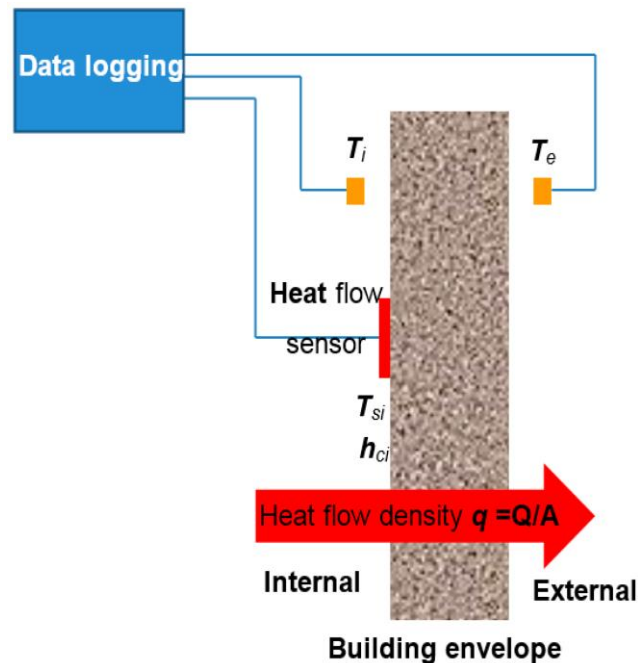 Data logging
Ti
Te
Heat flow
sensor
Tsi
hci
Heat flow density q =Q/A
Internal
External
Building envelope